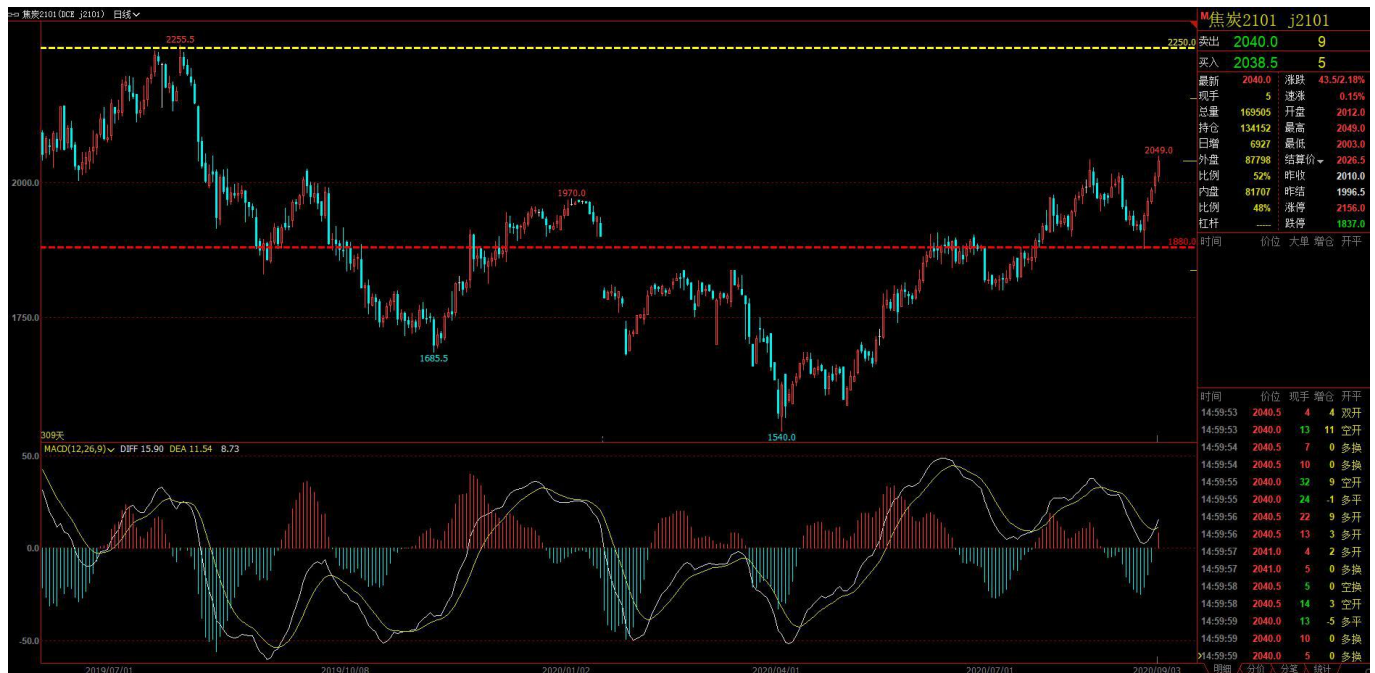 焦炭2101(DCE j2101) 日线
2255.5
2250.0
2049.0
2000.0
1970.0
1880.0
1750.0
1685.5
1540.0
309天
MACD(12,26,9) DIFF 15.90 DEA 11.54 8.73
50.0
0.0
-50.0
2019/07/01
2019/10/08
2020/01/02
2020/04/01
2020/07/01
2020/09/03
M焦炭2101 j2101
卖出 2040.0 9
买入 2038.5 5
最新 2040.0 涨跌 43.5/2.18%
现手 5 速涨 0.15%
总量 169505 开盘 2012.0
持仓 134152 最高 2049.0
日增 6927 最低 2003.0
外盘 87798 结算价 2026.5
比例 52% 昨收 2010.0
内盘 81707 昨结 1996.5
比例 48% 涨停 2156.0
杠杆 ----- 跌停 1837.0
时间 价位 大单 增仓 开平
时间 价位 现手 增仓 开平
14:59:53 2040.5 4 4 双开
14:59:53 2040.0 13 11 空开
14:59:54 2040.5 7 0 多换
14:59:54 2040.5 10 0 多换
14:59:55 2040.0 32 9 空开
14:59:55 2040.0 24 -1 多平
14:59:56 2040.5 22 9 多开
14:59:56 2040.5 13 3 多开
14:59:57 2041.0 4 2 多开
14:59:57 2041.0 5 0 多换
14:59:58 2040.5 5 0 空换
14:59:58 2040.5 14 3 空开
14:59:59 2040.0 13 -5 多平
14:59:59 2040.0 10 0 多换
14:59:59 2040.0 5 0 多换
明细 分价 分笔 统计